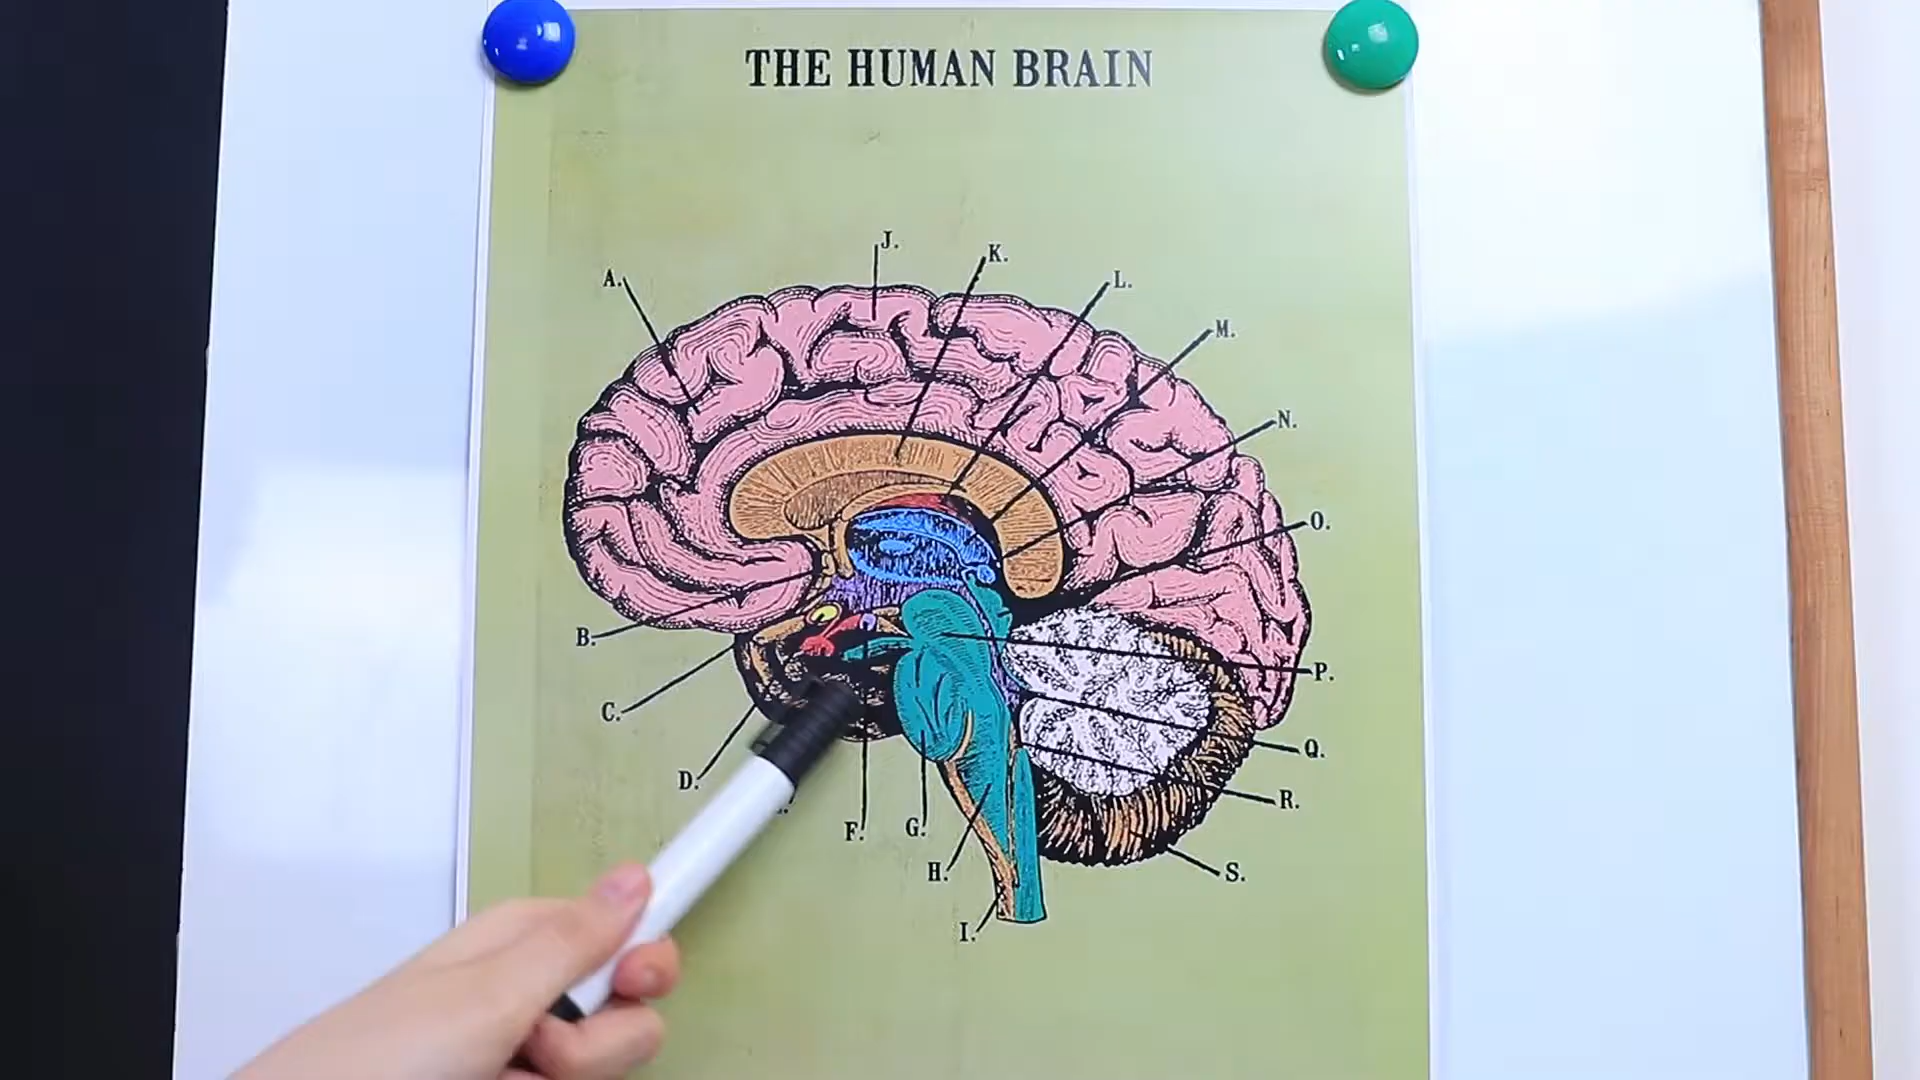 THE HUMAN BRAIN
J.
K.
A.
L.
M.
N.
O.
B.
P.
C.
Q.
D.
R.
F.
G.
H.
S.
I.